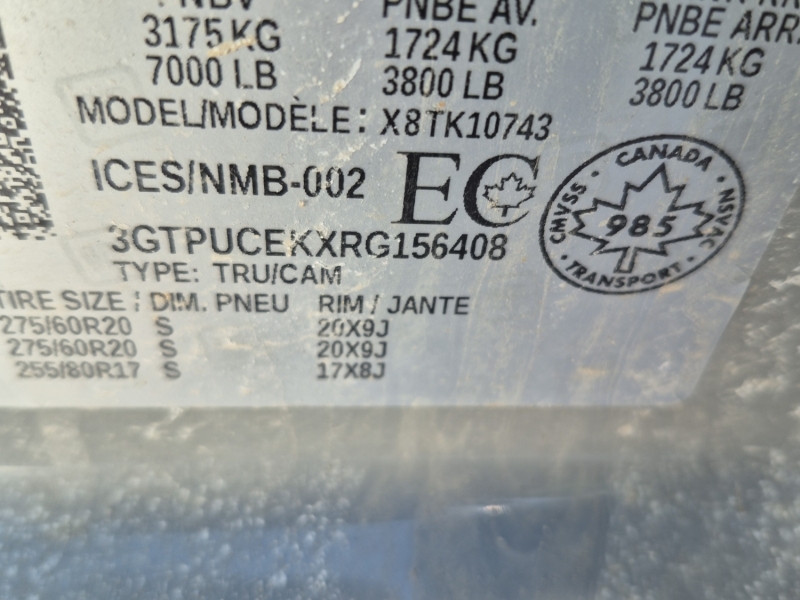 PNBV PNBE AV. PNBE ARR
3175 KG 1724 KG 1724 KG
7000 LB 3800 LB 3800 LB
MODEL/MODÈLE: X8TK10743
ICES/NMB-002 EC
CANADA
CMVSS NSVAC
985
TRANSPORT
3GTPUCEKXRG156408
TYPE: TRU/CAM
TIRE SIZE / DIM. PNEU RIM / JANTE
275/60R20 S 20X9J
275/60R20 S 20X9J
255/80R17 S 17X8J